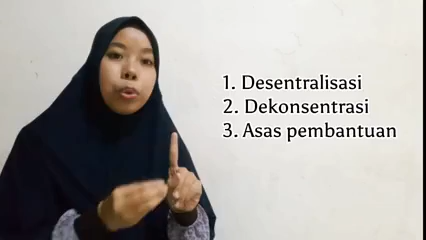 1. Desentralisasi
2. Dekonsentrasi
3. Asas pembantuan